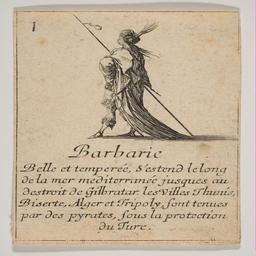 1
Barbarie
Belle et temperée, s'estend le long
de la mer mediterranée jusques au
destroit de Gilbratar. les Villes Thunis,
Biserte, Alger et Tripoly, sont tenues
par des pyrates, sous la protection
du Turc.